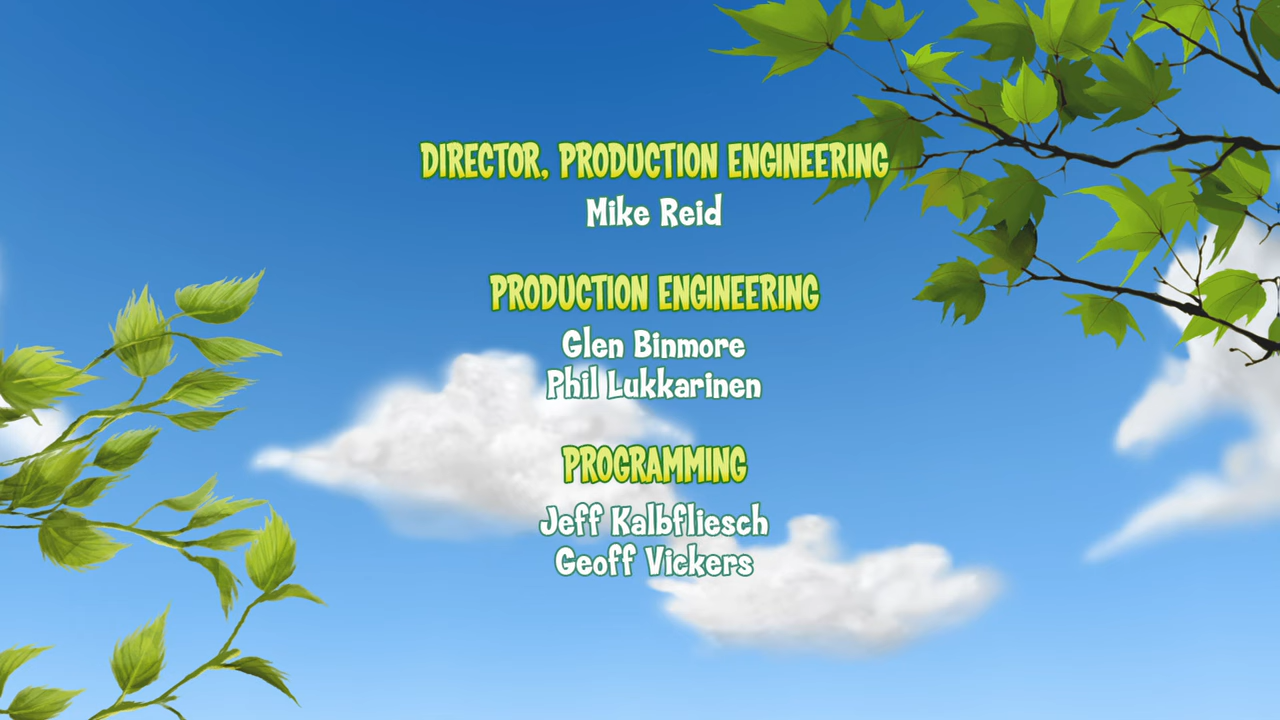 DIRECTOR, PRODUCTION ENGINEERING
Mike Reid
PRODUCTION ENGINEERING
Glen Binmore
Phil Lukkarinen
PROGRAMMING
Jeff Kalbfliesch
Geoff Vickers